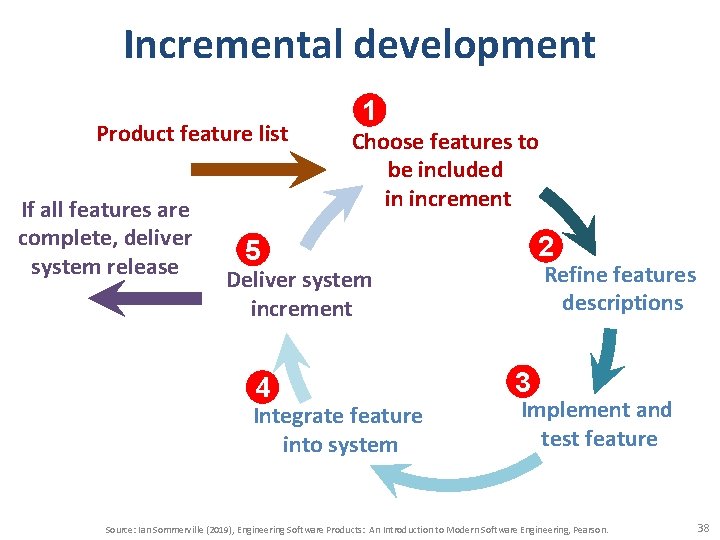 Incremental development
Product feature list
1
Choose features to
be included
in increment
If all features are
complete, deliver
system release
5
Deliver system
increment
2
Refine features
descriptions
4
Integrate feature
into system
3
Implement and
test feature
Source: Ian Sommerville (2019), Engineering Software Products: An Introduction to Modern Software Engineering, Pearson.
38